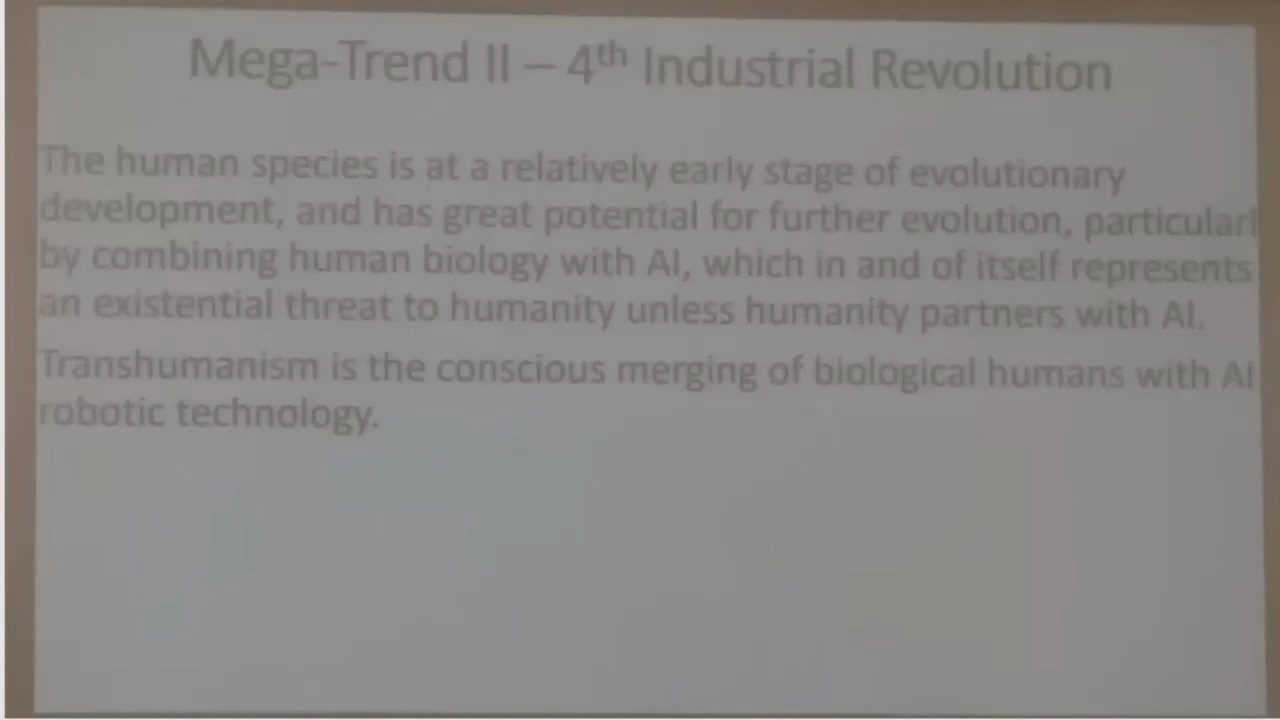 Mega-Trend II – 4th Industrial Revolution
The human species is at a relatively early stage of evolutionary
development, and has great potential for further evolution, particularl
by combining human biology with AI, which in and of itself represents
an existential threat to humanity unless humanity partners with AI.
Transhumanism is the conscious merging of biological humans with AI
robotic technology.